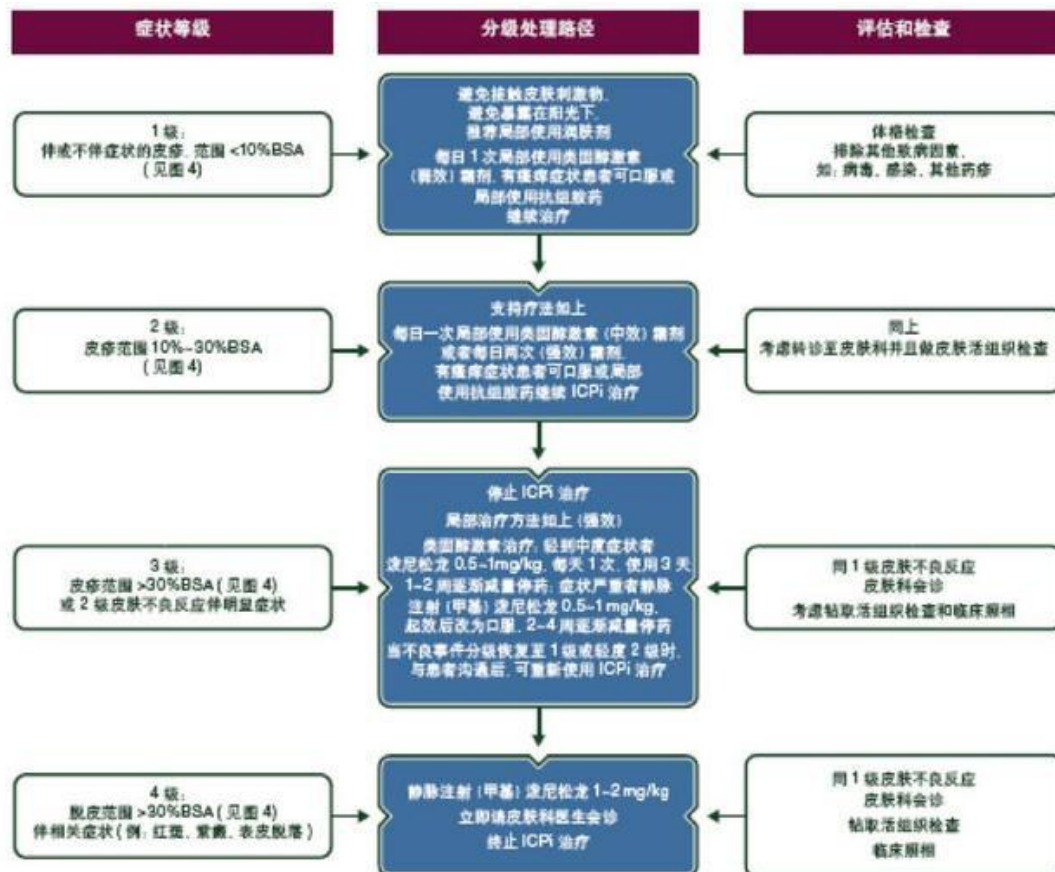 症状等级
分级处理路径
评估和检查
1级:
伴或不伴症状的皮疹, 范围<10%BSA
(见图4)
避免接触皮肤刺激物,
避免暴露在阳光下,
推荐局部使用润肤剂
每日1次局部使用类固醇激素
(弱效)霜剂, 有瘙痒症状患者可口服或
局部使用抗组胺药
继续治疗
体格检查
排除其他致病因素,
如: 病毒、感染、其他药疹
2级:
皮疹范围10%~30%BSA
(见图4)
支持疗法如上
每日一次局部使用类固醇激素(中效)霜剂
或者每日两次(强效)霜剂,
有瘙痒症状患者可口服或局部
使用抗组胺药继续ICPi治疗
同上
考虑转诊至皮肤科并且做皮肤活组织检查
3级:
皮疹范围>30%BSA(见图4)
或2级皮肤不良反应伴明显症状
停止ICPi治疗
局部治疗方法如上(强效)
类固醇激素治疗: 轻到中度症状者
泼尼松龙0.5~1mg/kg, 每天1次, 使用3天
1~2周逐渐减量停药; 症状严重者静脉
注射(甲基)泼尼松龙0.5~1mg/kg,
起效后改为口服, 2~4周逐渐减量停药
当不良事件分级恢复至1级或轻度2级时,
与患者沟通后, 可重新使用ICPi治疗
同1级皮肤不良反应
皮肤科会诊
考虑钻取活组织检查和临床照相
4级:
脱皮范围>30%BSA(见图4)
伴相关症状(例: 红斑、紫癜、表皮脱落)
静脉注射(甲基)泼尼松龙1~2mg/kg
立即请皮肤科医生会诊
终止ICPi治疗
同1级皮肤不良反应
皮肤科会诊
钻取活组织检查
临床照相